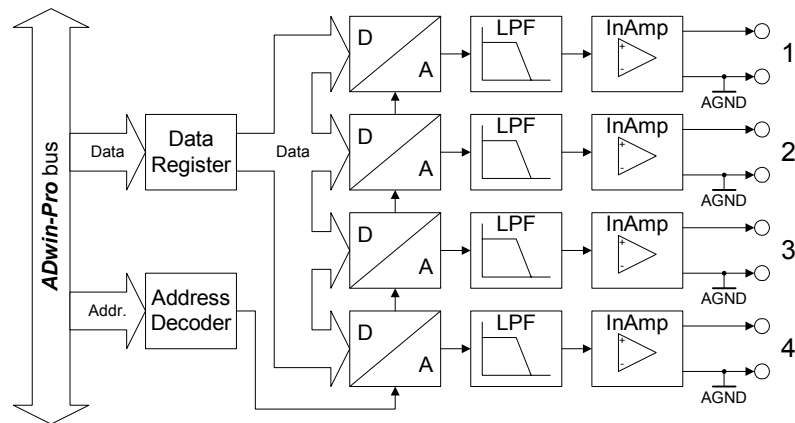 ADwin-Pro bus
Data
Data
Register
Data
Addr.
Address
Decoder
D
A
LPF
InAmp
+
-
AGND
1
D
A
LPF
InAmp
+
-
AGND
2
D
A
LPF
InAmp
+
-
AGND
3
D
A
LPF
InAmp
+
-
AGND
4